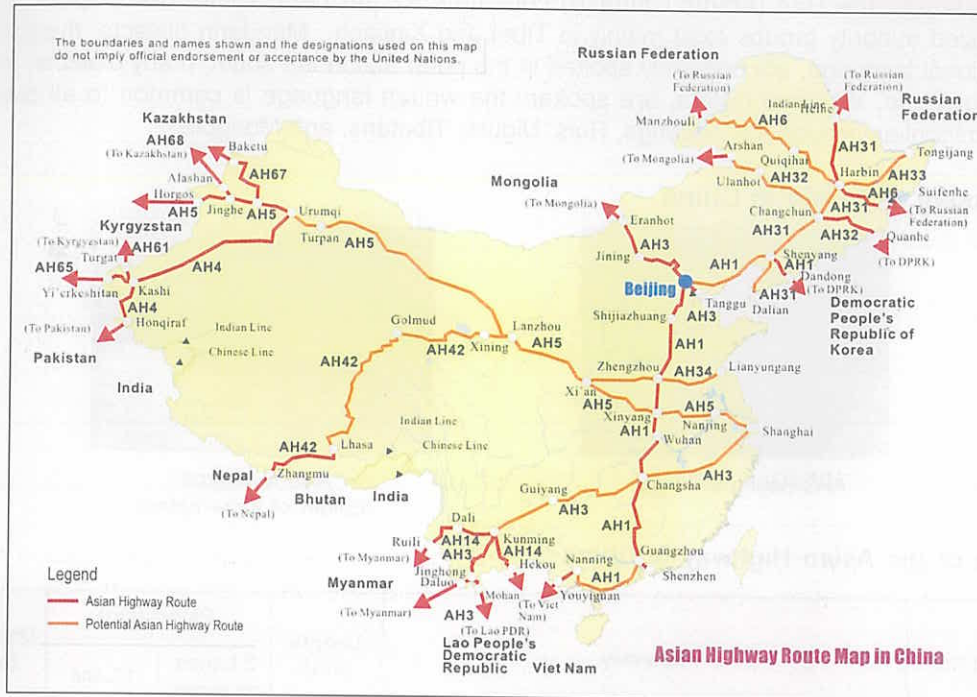 The boundaries and names shown and the designations used on this map
do not imply official endorsement or acceptance by the United Nations.
Russian Federation
(To Russian
Federation)
(To Russian
Federation)
Russian
Federation
Indian Line
Heihe
Manzhouli
AH6
Kazakhstan
AH68
(To Kazakhstan)
Baketu
Alashan
AH67
Horgos
AH5
Jinghe
AH5
Urumqi
Turpan
AH5
Kyrgyzstan
(To Kyrgyzstan)
AH61
Turgat
AH65
AH4
Yi'erkeshitan
Kashi
AH4
(To Pakistan)
Honqiraf
Pakistan
Indian Line
Chinese Line
India
Mongolia
(To Mongolia)
Eranhot
AH3
Jining
Arshan
(To Mongolia)
Ulanhot
Quiqihar
AH32
AH31
Harbin
AH33
Tongijang
AH6
Suifenhe
(To Russian
Federation)
AH31
Changchun
AH32
AH31
Quanhe
(To DPRK)
Shenyang
AH1
AH1
Dandong
(To DPRK)
Beijing
Tanggu
AH31
Dalian
Democratic
People's
Republic of
Korea
Shijiazhuang
AH3
AH1
Golmud
AH42
Xining
Lanzhou
AH5
AH42
Zhengzhou
AH34
Lianyungang
Xi'an
AH5
Xinyang
AH5
Nanjing
AH1
Wuhan
Shanghai
Indian Line
Chinese Line
AH42
Lhasa
Nepal
Zhangmu
(To Nepal)
Bhutan
India
AH3
Changsha
Guiyang
AH3
AH1
Dali
Kunming
Ruili
AH14
AH3
AH14
(To Myanmar)
Jinghong
Hekou
Nanning
Guangzhou
Shenzhen
Myanmar
Daluo
AH1
Mohan
Youyiguan
(To Myanmar)
(To Viet
Nam)
AH3
(To Lao PDR)
Lao People's
Democratic
Republic
Viet Nam
Legend
Asian Highway Route
Potential Asian Highway Route
Asian Highway Route Map in China